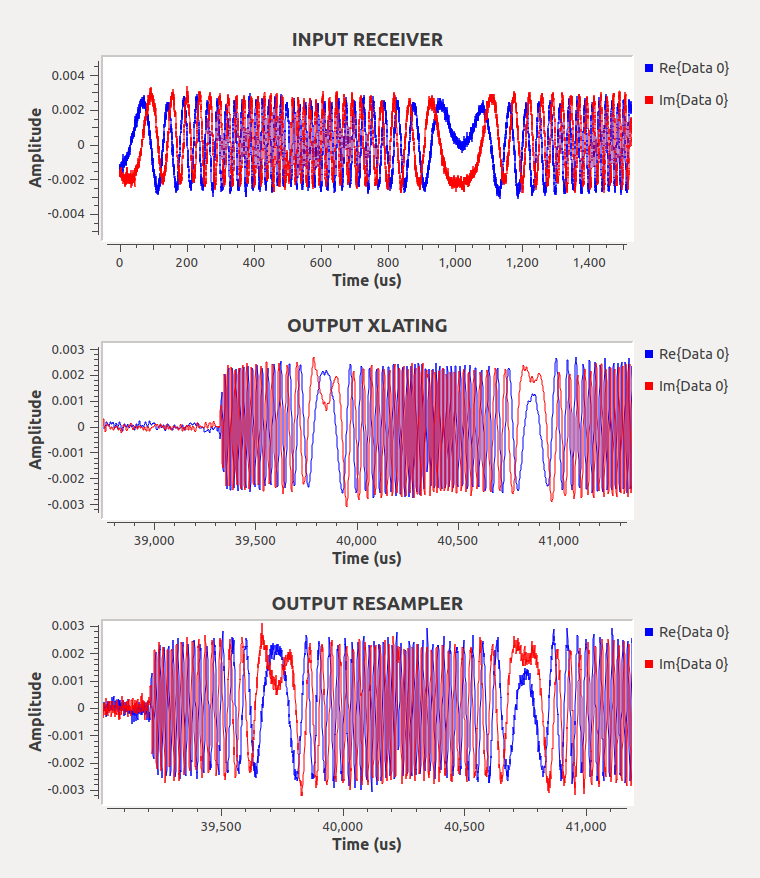 INPUT RECEIVER
Amplitude
0.004
0.002
0
-0.002
-0.004
0 200 400 600 800 1,000 1,200 1,400
Time (us)
Re{Data 0}
Im{Data 0}
OUTPUT XLATING
Amplitude
0.003
0.002
0.001
0
-0.001
-0.002
-0.003
39,000 39,500 40,000 40,500 41,000
Time (us)
Re{Data 0}
Im{Data 0}
OUTPUT RESAMPLER
Amplitude
0.003
0.002
0.001
0
-0.001
-0.002
-0.003
39,500 40,000 40,500 41,000
Time (us)
Re{Data 0}
Im{Data 0}